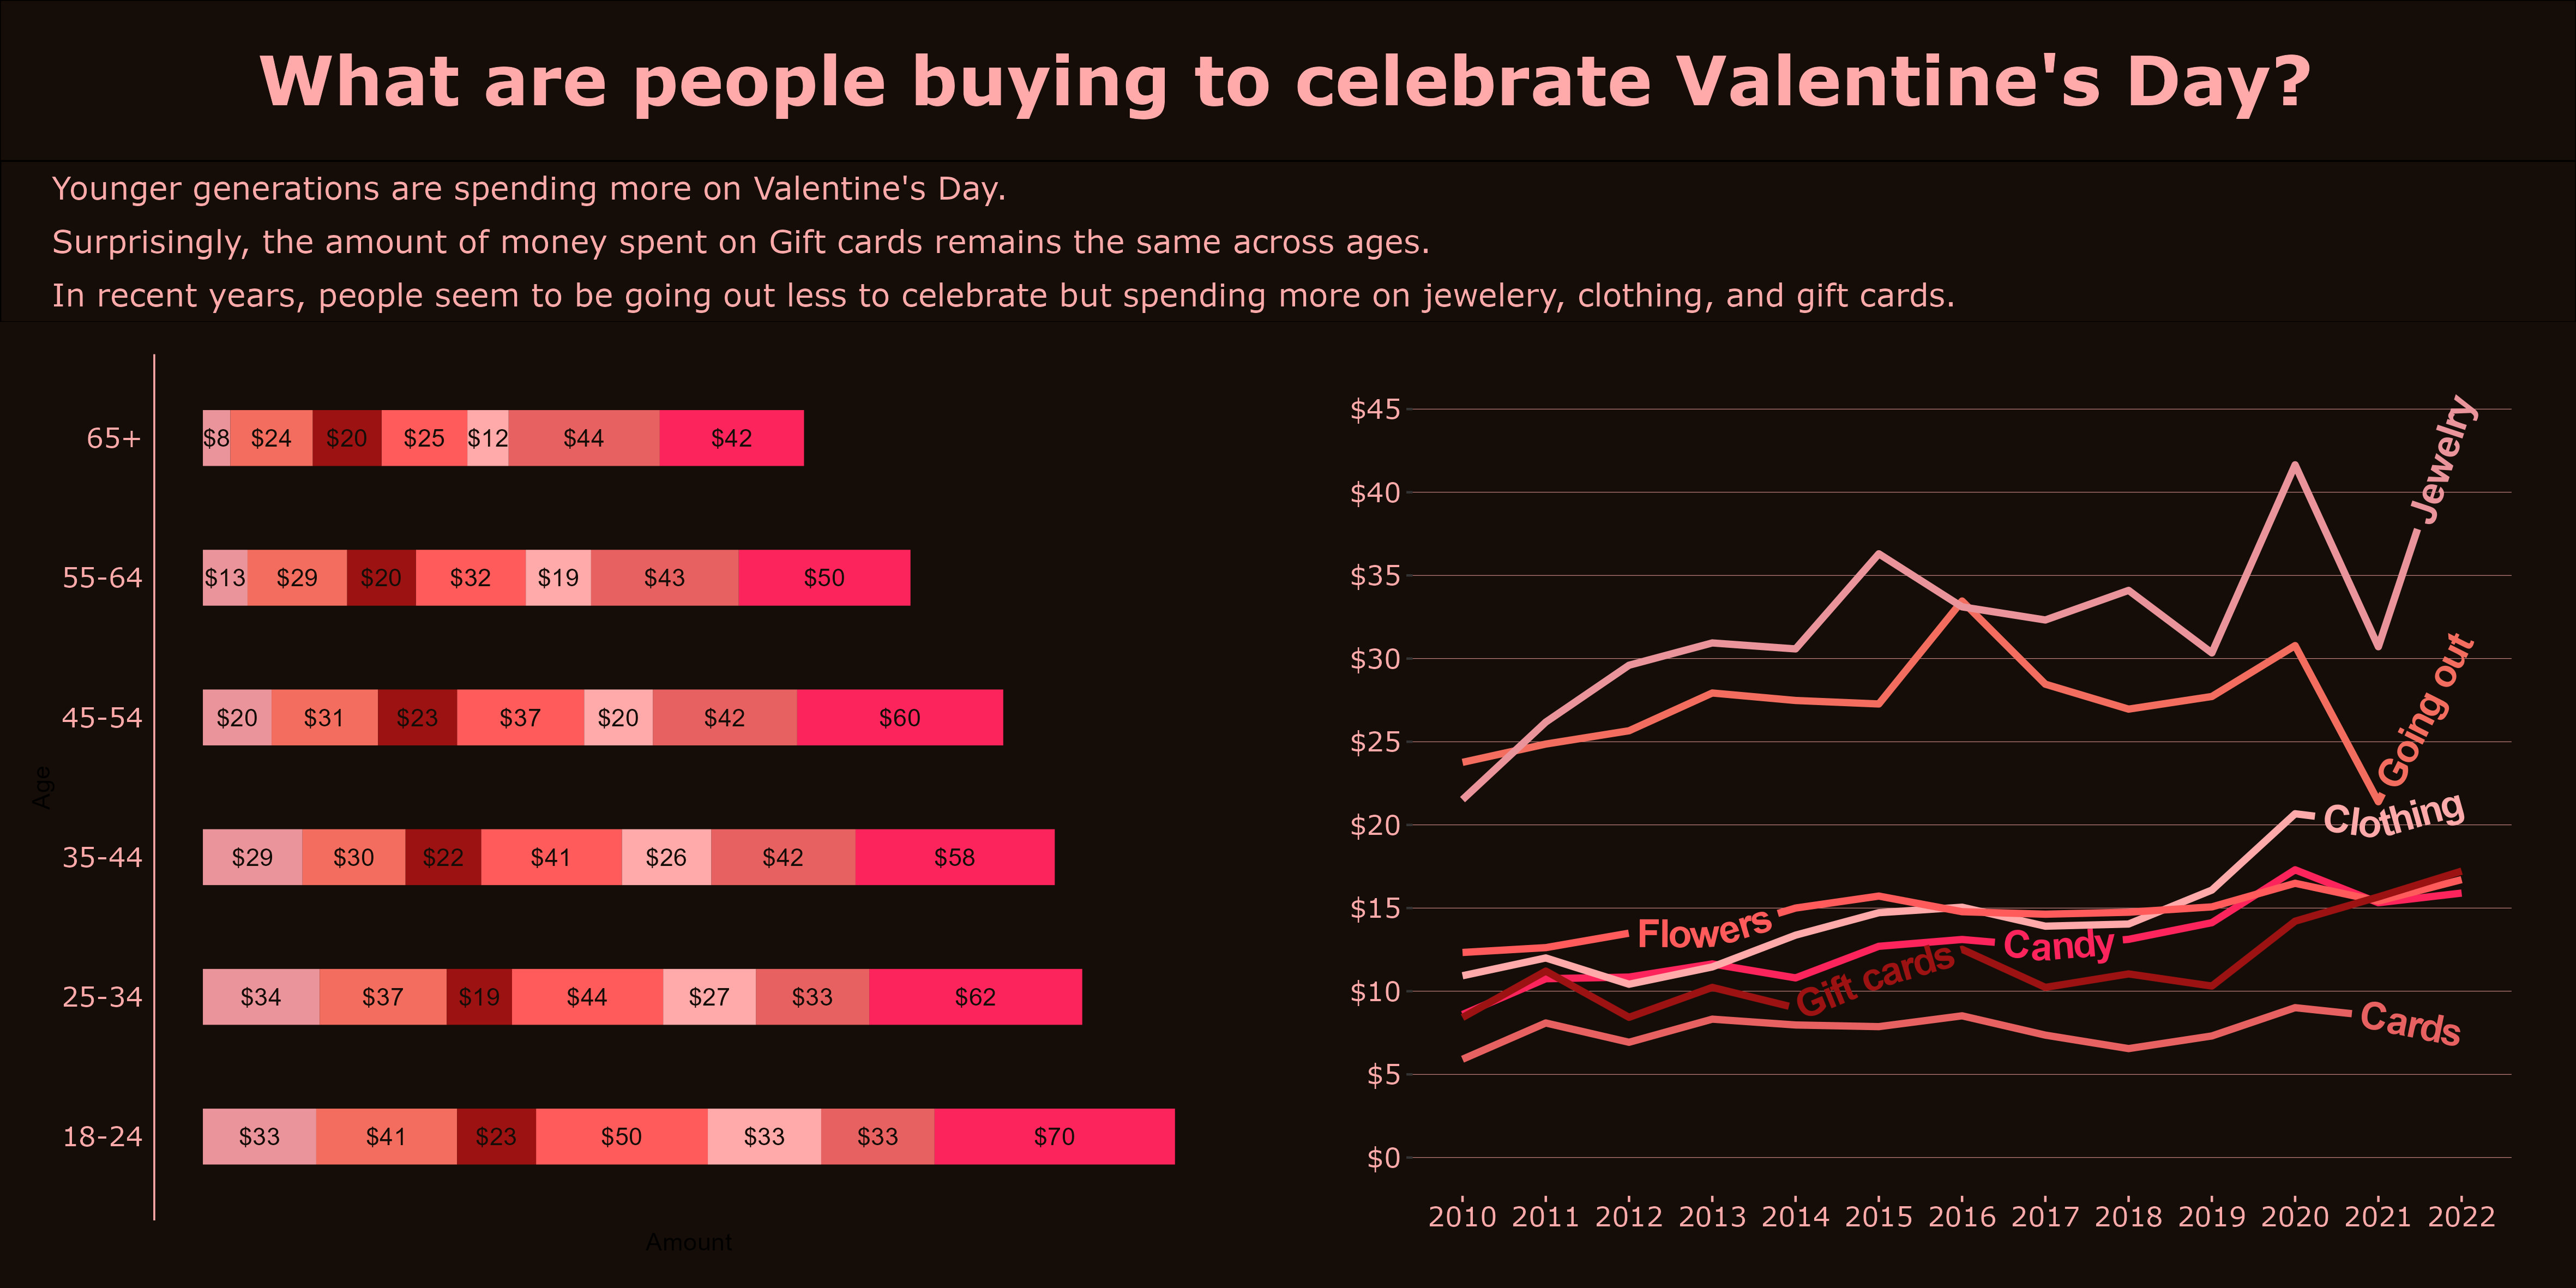 What are people buying to celebrate Valentine's Day?
Younger generations are spending more on Valentine's Day.
Surprisingly, the amount of money spent on Gift cards remains the same across ages.
In recent years, people seem to be going out less to celebrate but spending more on jewelery, clothing, and gift cards.
65+ $8 $24 $20 $25 $12 $44 $42
55-64 $13 $29 $20 $32 $19 $43 $50
45-54 $20 $31 $23 $37 $20 $42 $60
35-44 $29 $30 $22 $41 $26 $42 $58
25-34 $34 $37 $19 $44 $27 $33 $62
18-24 $33 $41 $23 $50 $33 $33 $70
Age
Amount
$45
$40
$35
$30
$25
$20
$15
$10
$5
$0
Jewelry
Going out
Clothing
Flowers
Candy
Gift cards
Cards
2010 2011 2012 2013 2014 2015 2016 2017 2018 2019 2020 2021 2022